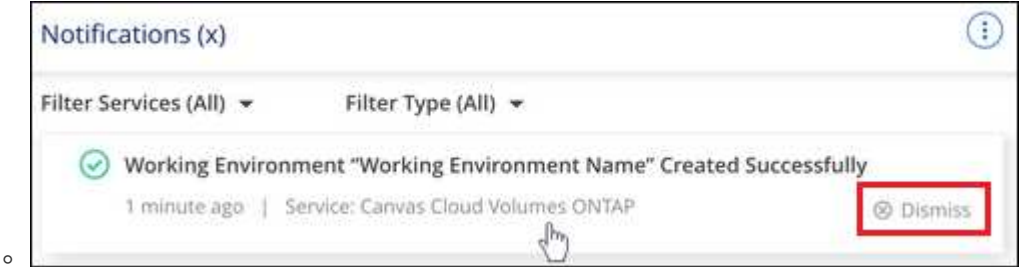 Notifications (x)
Filter Services (All) Filter Type (All)
Working Environment “Working Environment Name” Created Successfully
1 minute ago | Service: Canvas Cloud Volumes ONTAP Dismiss